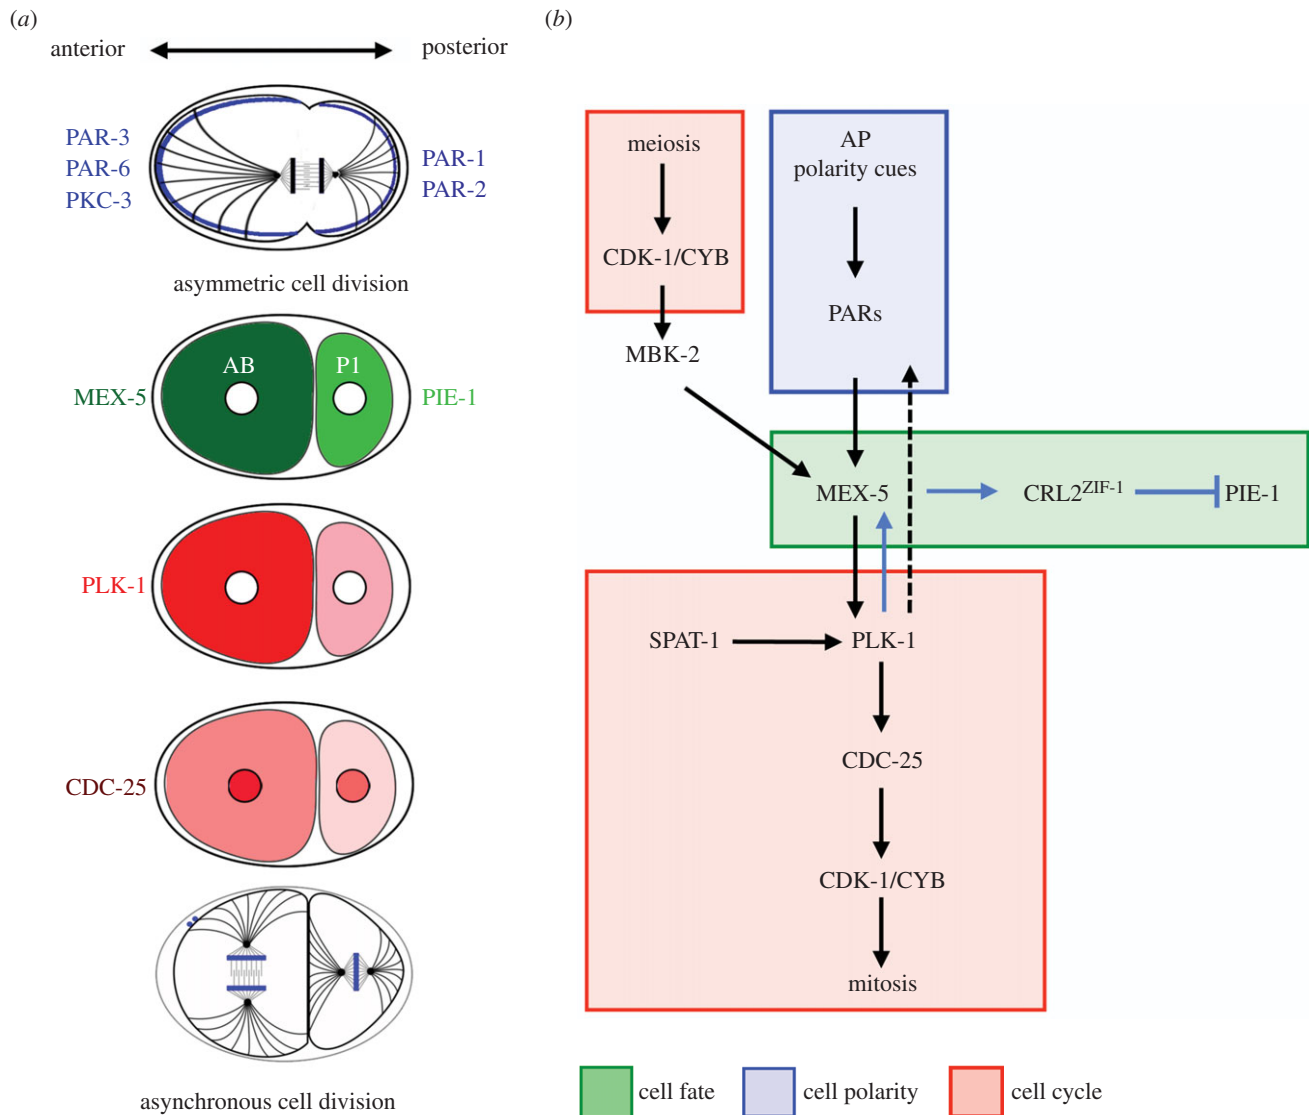 (a)
anterior
posterior
PAR-3
PAR-6
PKC-3
PAR-1
PAR-2
asymmetric cell division
AB
P1
MEX-5
PIE-1
PLK-1
CDC-25
asynchronous cell division
(b)
meiosis
CDK-1/CYB
MBK-2
AP
polarity cues
PARs
MEX-5
CRL2ZIF-1
PIE-1
SPAT-1
PLK-1
CDC-25
CDK-1/CYB
mitosis
cell fate
cell polarity
cell cycle